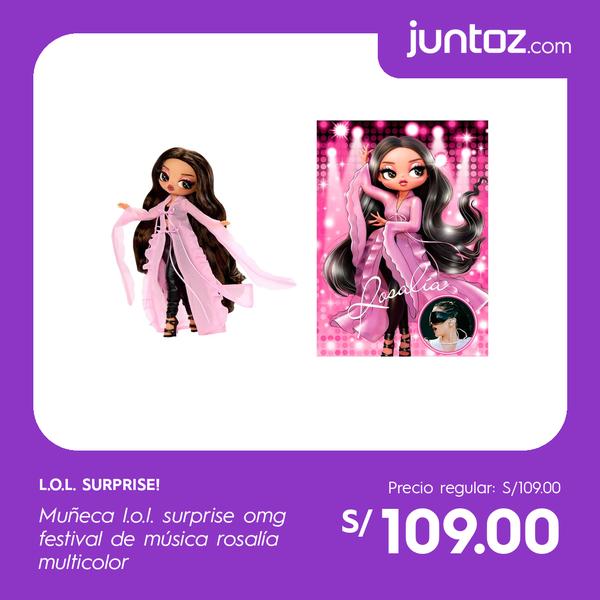 juntoz.com
Rosalía
L.O.L. SURPRISE!
Muñeca l.o.l. surprise omg
festival de música rosalía
multicolor
Precio regular: S/109.00
S/109.00